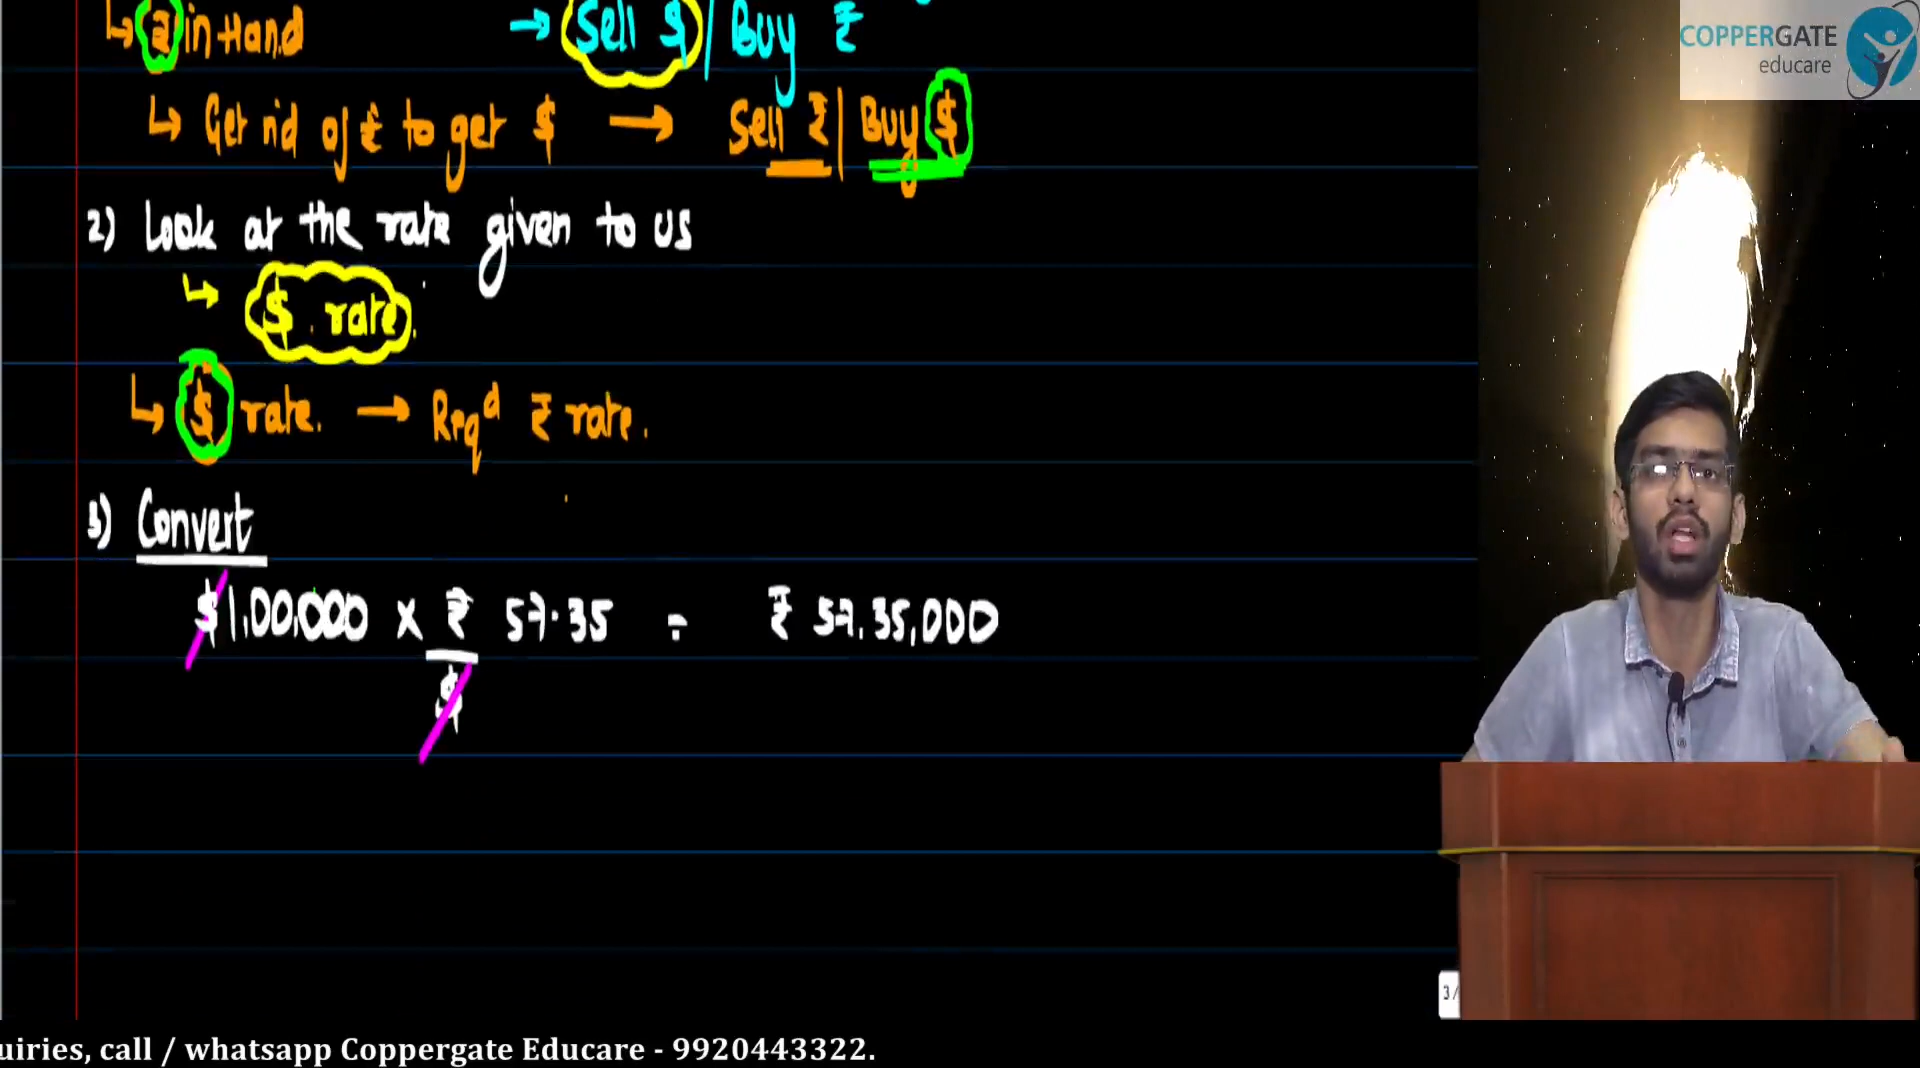 ↳ ₹ in Hand → Sell $ / Buy ₹
↳ Get rid of ₹ to get $ → Sell ₹ | Buy $
2) Look at the rate given to us
↳ $ rate.
↳ $ rate. → Reqd ₹ rate.
3) Convert
$1,00,000 × ₹ 57.35 = ₹ 57,35,000
$
COPPERGATE
educare
3/
uiries, call / whatsapp Coppergate Educare - 9920443322.